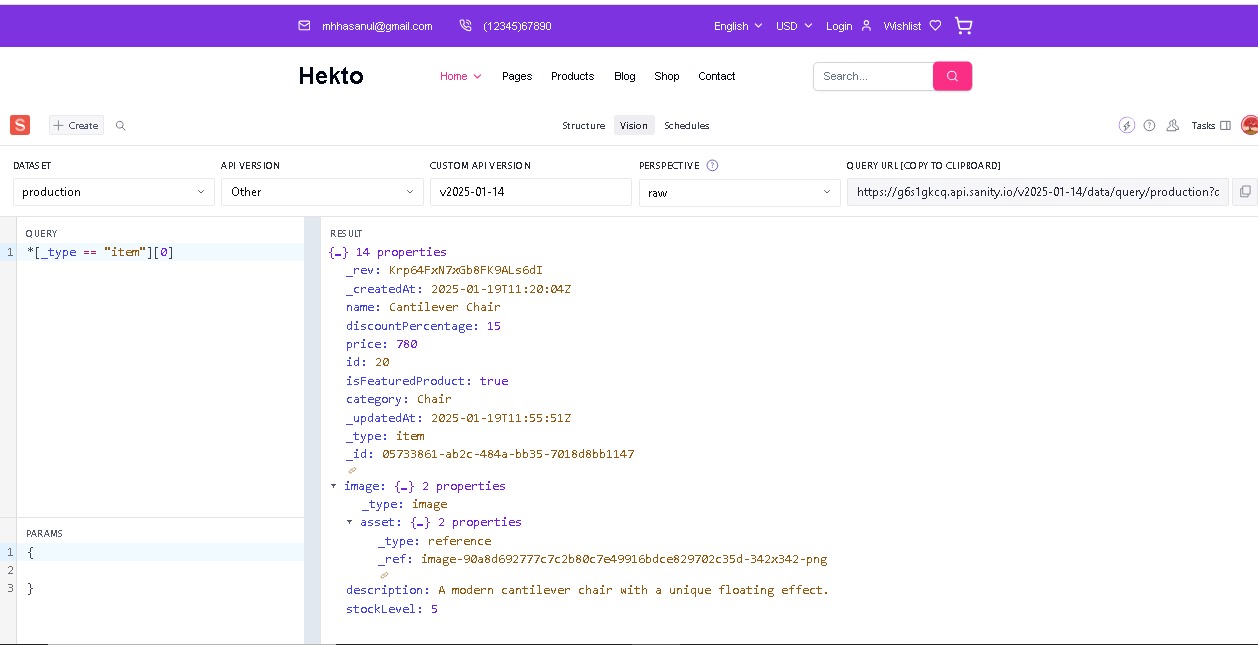 mhhasanul@gmail.com (12345)67890 English USD Login Wishlist
Hekto Home Pages Products Blog Shop Contact Search...
S Create Structure Vision Schedules Tasks
DATASET API VERSION CUSTOM API VERSION PERSPECTIVE ? QUERY URL [COPY TO CLIPBOARD]
production Other v2025-01-14 raw https://g6s1gkcq.api.sanity.io/v2025-01-14/data/query/production?c
QUERY
1 *[_type == "item"][0]
PARAMS
1 {
2
3 }
RESULT
{…} 14 properties
_rev: Krp64FxN7xGb8FK9ALs6dI
_createdAt: 2025-01-19T11:20:04Z
name: Cantilever Chair
discountPercentage: 15
price: 780
id: 20
isFeaturedProduct: true
category: Chair
_updatedAt: 2025-01-19T11:55:51Z
_type: item
_id: 05733861-ab2c-484a-bb35-7018d8bb1147
image: {…} 2 properties
_type: image
asset: {…} 2 properties
_type: reference
_ref: image-90a8d692777c7c2b80c7e49916bdce829702c35d-342x342-png
description: A modern cantilever chair with a unique floating effect.
stockLevel: 5